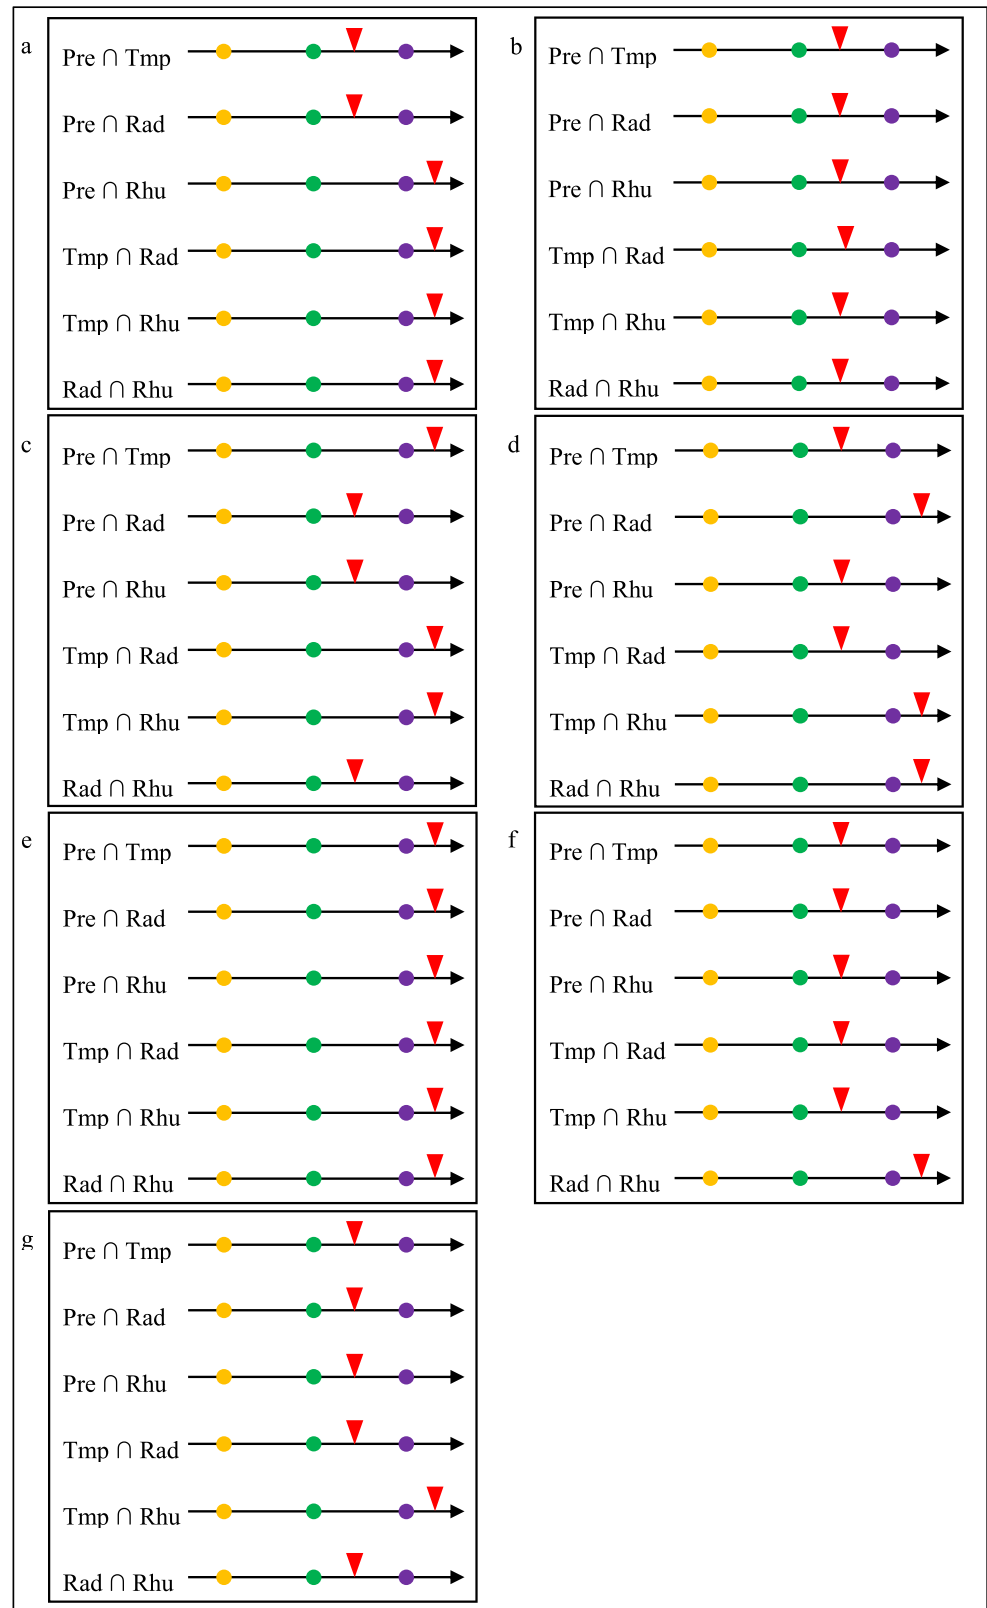 a
Pre ∩ Tmp
Pre ∩ Rad
Pre ∩ Rhu
Tmp ∩ Rad
Tmp ∩ Rhu
Rad ∩ Rhu
b
Pre ∩ Tmp
Pre ∩ Rad
Pre ∩ Rhu
Tmp ∩ Rad
Tmp ∩ Rhu
Rad ∩ Rhu
c
Pre ∩ Tmp
Pre ∩ Rad
Pre ∩ Rhu
Tmp ∩ Rad
Tmp ∩ Rhu
Rad ∩ Rhu
d
Pre ∩ Tmp
Pre ∩ Rad
Pre ∩ Rhu
Tmp ∩ Rad
Tmp ∩ Rhu
Rad ∩ Rhu
e
Pre ∩ Tmp
Pre ∩ Rad
Pre ∩ Rhu
Tmp ∩ Rad
Tmp ∩ Rhu
Rad ∩ Rhu
f
Pre ∩ Tmp
Pre ∩ Rad
Pre ∩ Rhu
Tmp ∩ Rad
Tmp ∩ Rhu
Rad ∩ Rhu
g
Pre ∩ Tmp
Pre ∩ Rad
Pre ∩ Rhu
Tmp ∩ Rad
Tmp ∩ Rhu
Rad ∩ Rhu